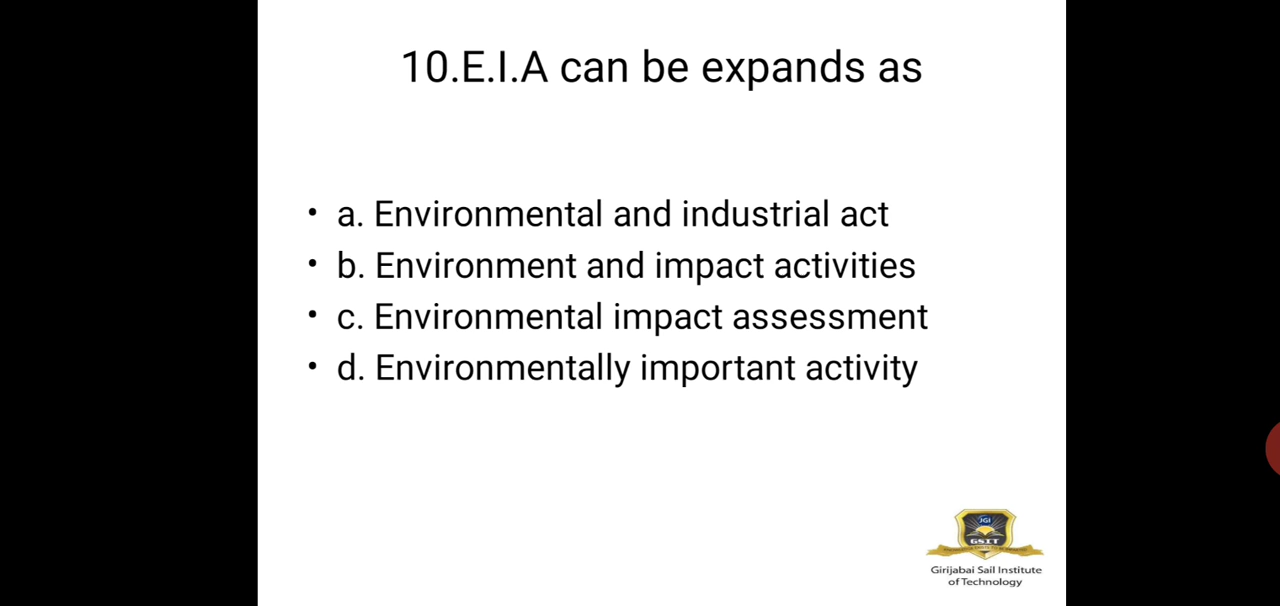 10.E.I.A can be expands as
• a. Environmental and industrial act
• b. Environment and impact activities
• c. Environmental impact assessment
• d. Environmentally important activity
JGI
GSIT
Girijabai Sail Institute
of Technology